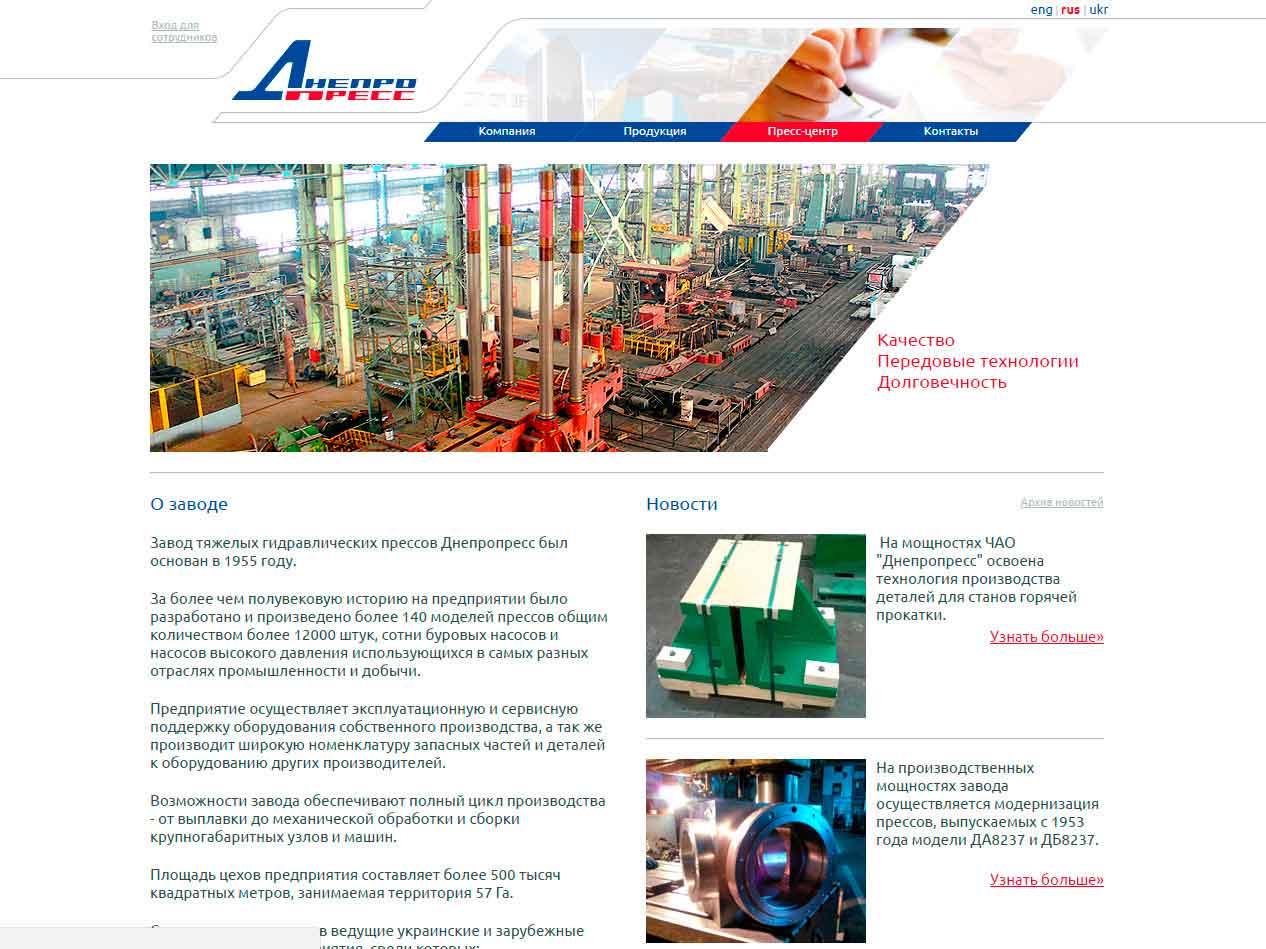 eng | rus | ukr
Вход для
сотрудников
Днепро
Пресс
Компания
Продукция
Пресс-центр
Контакты
Качество
Передовые технологии
Долговечность
О заводе
Завод тяжелых гидравлических прессов Днепропресс был
основан в 1955 году.
За более чем полувековую историю на предприятии было
разработано и произведено более 140 моделей прессов общим
количеством более 12000 штук, сотни буровых насосов и
насосов высокого давления использующихся в самых разных
отраслях промышленности и добычи.
Предприятие осуществляет эксплуатационную и сервисную
поддержку оборудования собственного производства, а так же
производит широкую номенклатуру запасных частей и деталей
к оборудованию других производителей.
Возможности завода обеспечивают полный цикл производства
- от выплавки до механической обработки и сборки
крупногабаритных узлов и машин.
Площадь цехов предприятия составляет более 500 тысяч
квадратных метров, занимаемая территория 57 Га.
в ведущие украинские и зарубежные
среди которых:
Новости
Архив новостей
На мощностях ЧАО
"Днепропресс" освоена
технология производства
деталей для станов горячей
прокатки.
Узнать больше»
На производственных
мощностях завода
осуществляется модернизация
прессов, выпускаемых с 1953
года модели ДА8237 и ДБ8237.
Узнать больше»